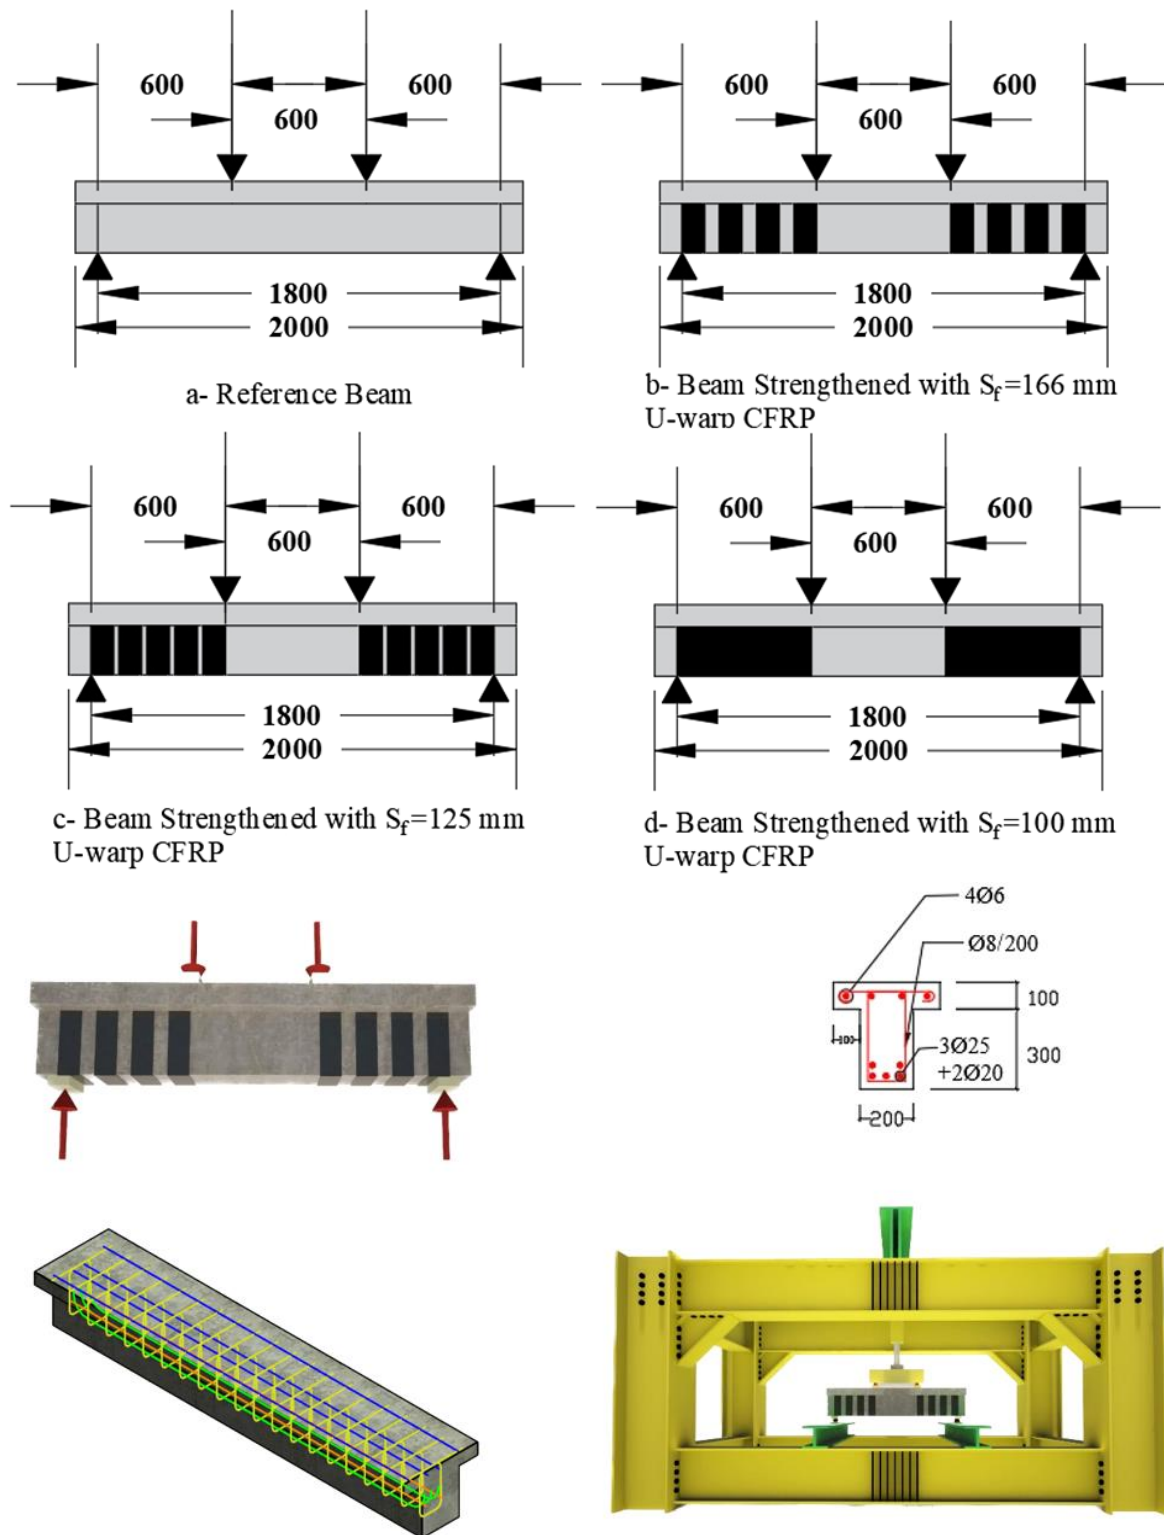 600
600
600
1800
2000
a- Reference Beam
600
600
600
1800
2000
b- Beam Strengthened with Sf=166 mm
U-warp CFRP
600
600
600
1800
2000
c- Beam Strengthened with Sf=125 mm
U-warp CFRP
600
600
600
1800
2000
d- Beam Strengthened with Sf=100 mm
U-warp CFRP
4Ø6
Ø8/200
100
100
3Ø25
+2Ø20
300
200